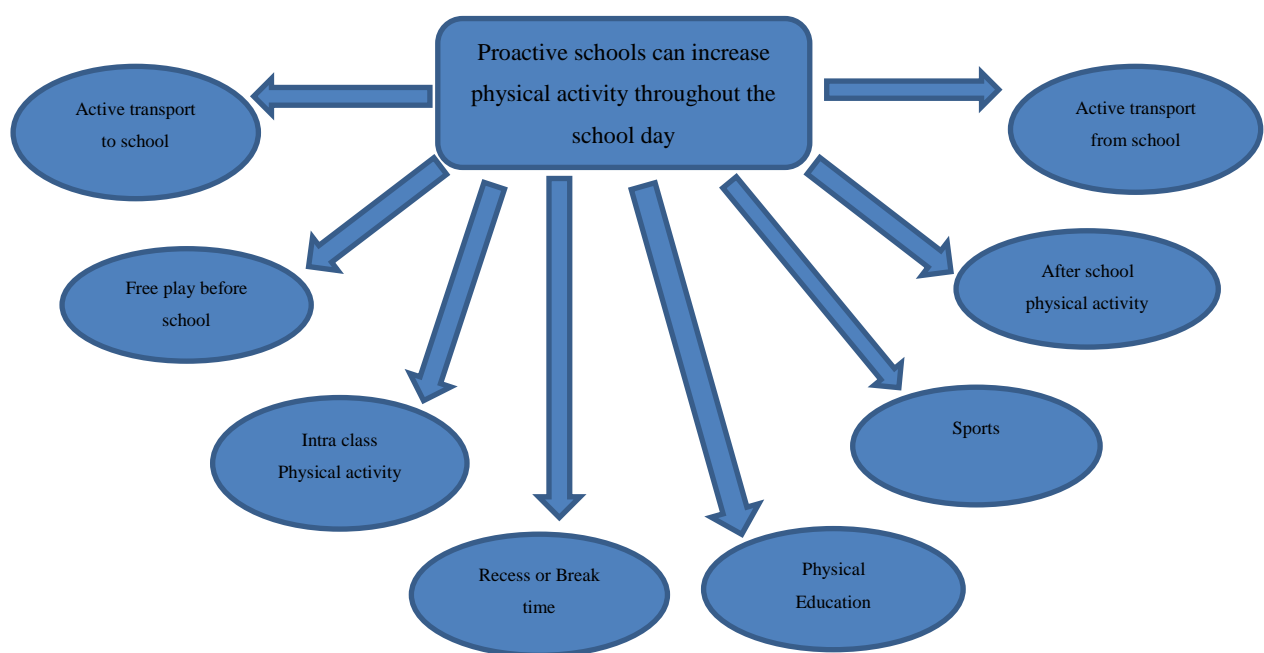 Proactive schools can increase
physical activity throughout the
school day
Active transport
to school
Free play before
school
Intra class
Physical activity
Recess or Break
time
Physical
Education
Sports
After school
physical activity
Active transport
from school